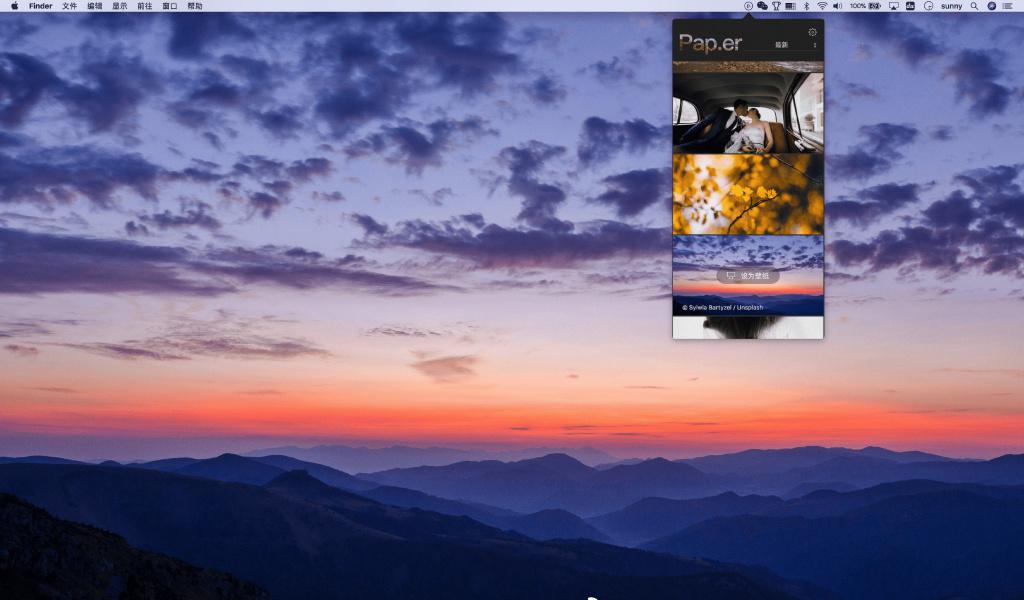 Finder 文件 编辑 显示 前往 窗口 帮助 100% sunny
Pap.er
最新
设为壁纸
© Sylwia Bartyzel / Unsplash